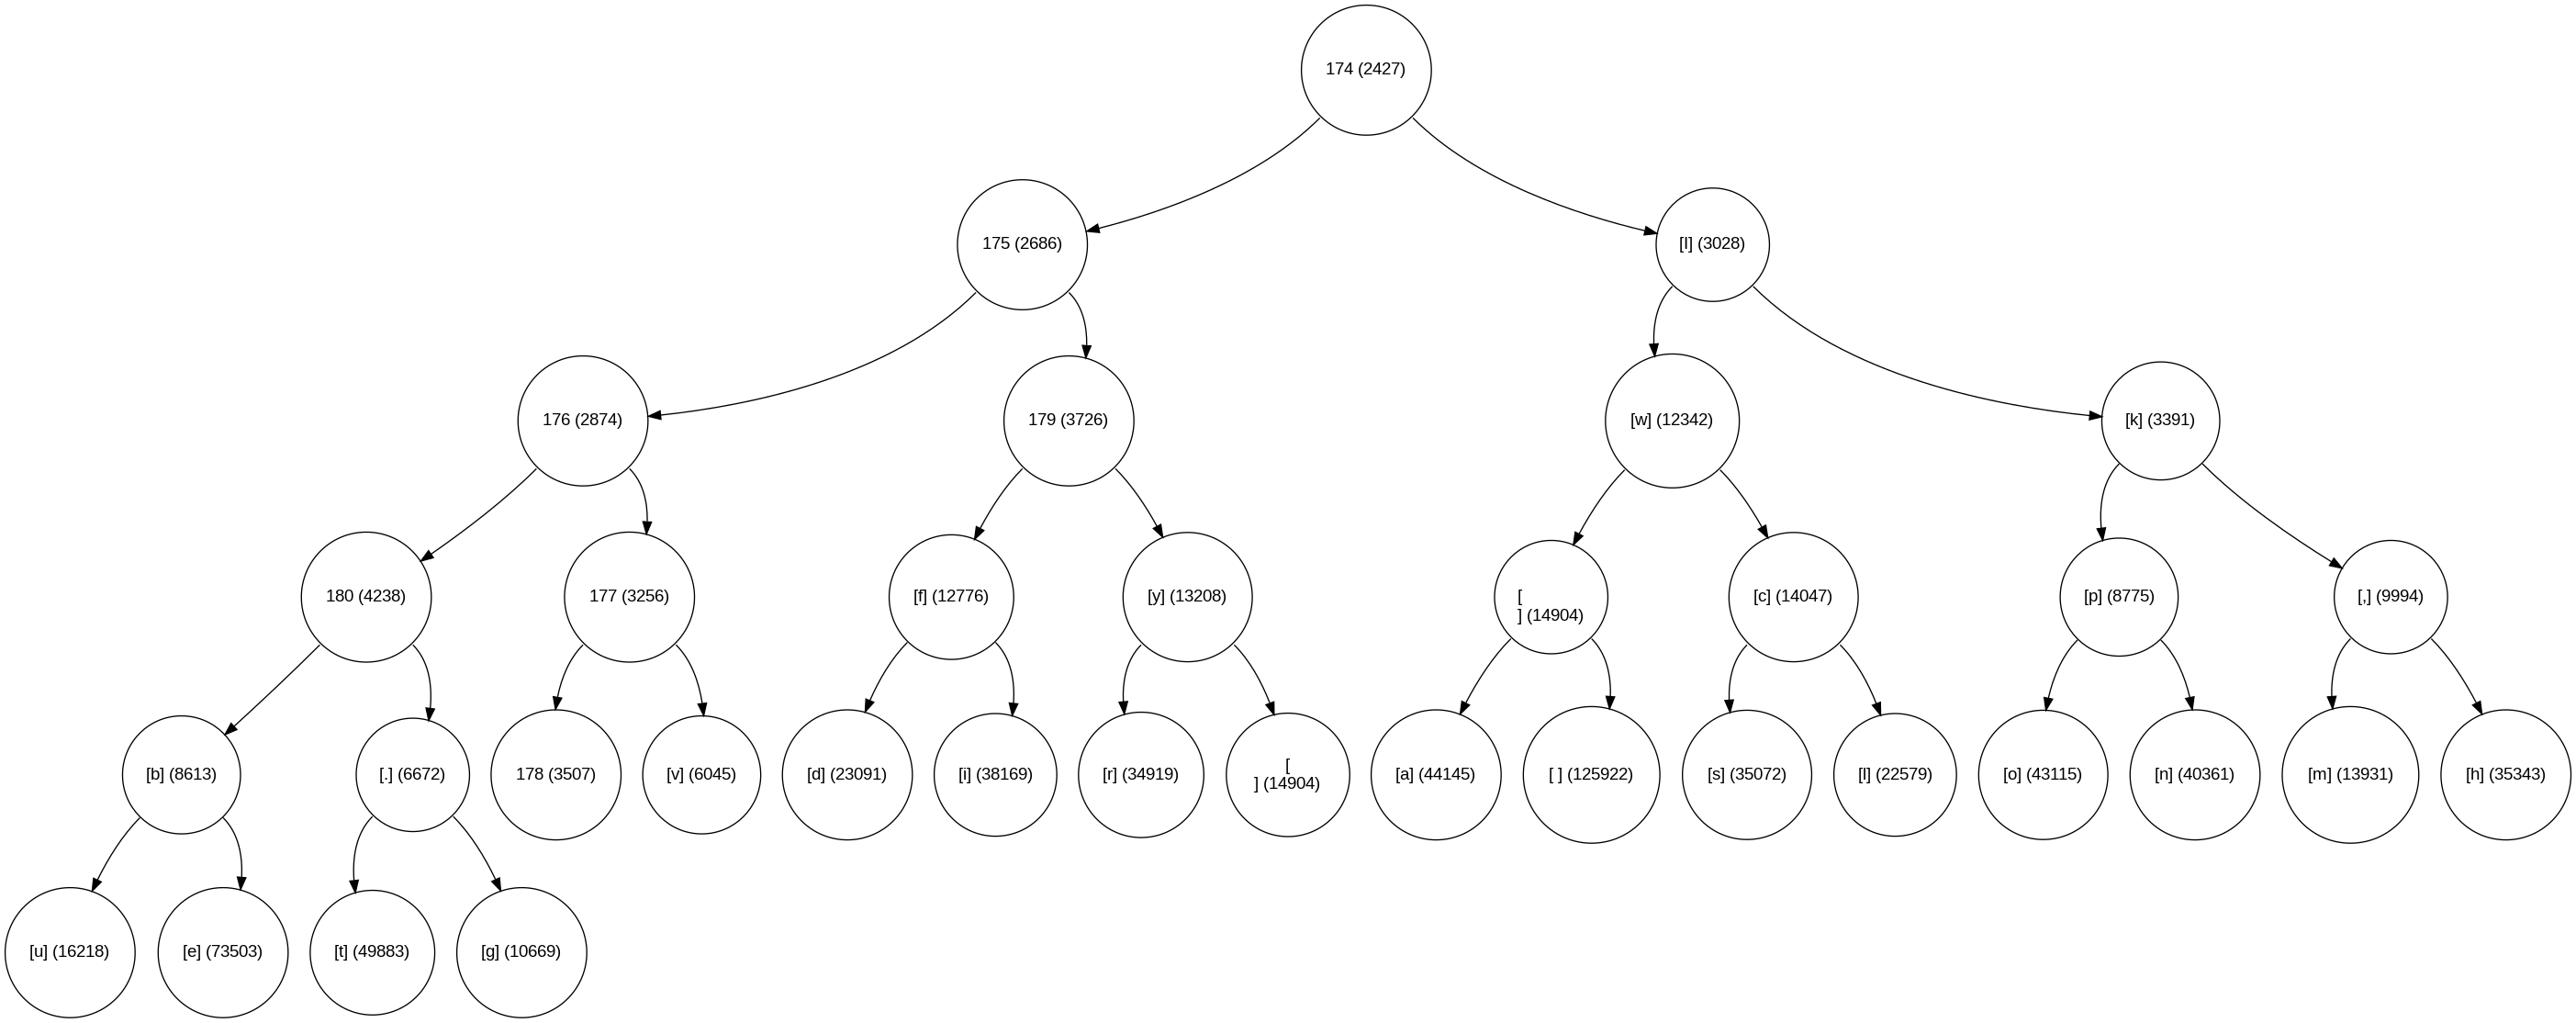 174 (2427)
175 (2686)
[I] (3028)
176 (2874)
179 (3726)
[w] (12342)
[k] (3391)
180 (4238)
177 (3256)
[f] (12776)
[y] (13208)
[
] (14904)
[c] (14047)
[p] (8775)
[,] (9994)
[b] (8613)
[.] (6672)
178 (3507)
[v] (6045)
[d] (23091)
[i] (38169)
[r] (34919)
[
] (14904)
[a] (44145)
[ ] (125922)
[s] (35072)
[l] (22579)
[o] (43115)
[n] (40361)
[m] (13931)
[h] (35343)
[u] (16218)
[e] (73503)
[t] (49883)
[g] (10669)